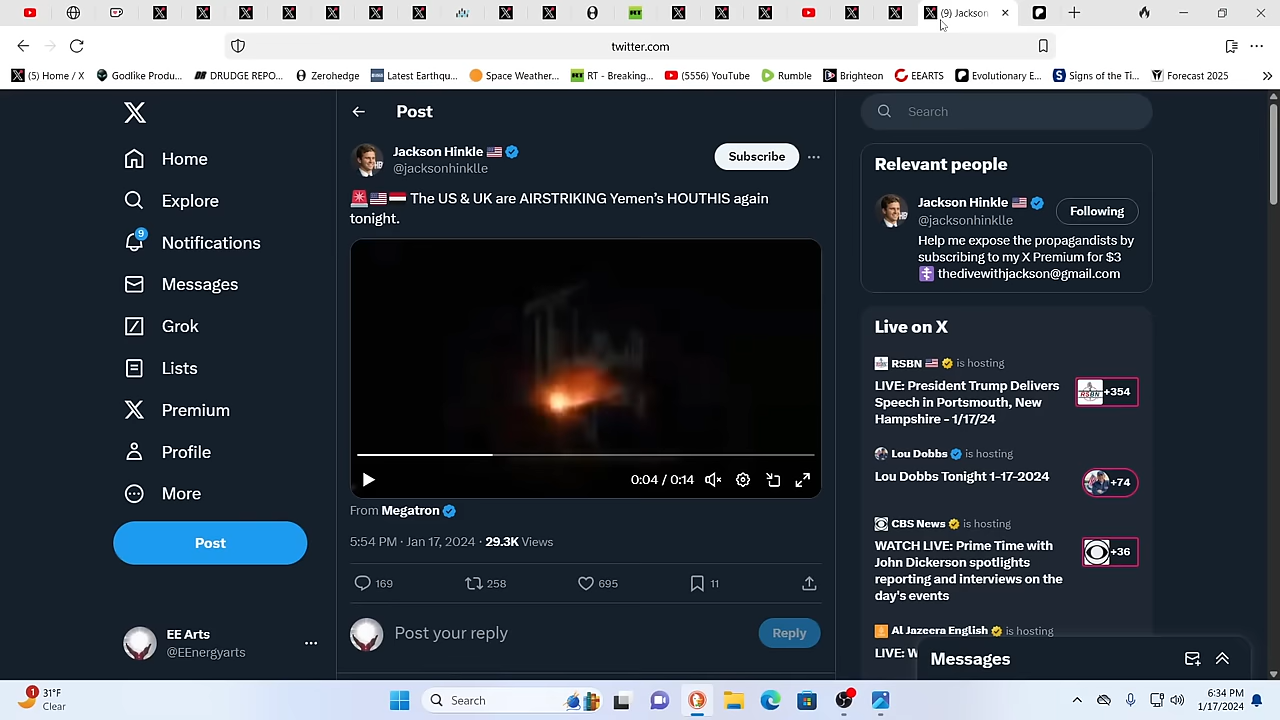 (9) Jackson
twitter.com
(5) Home / X
Godlike Produ...
DRUDGE REPO...
Zerohedge
Latest Earthqu...
Space Weather...
RT - Breaking...
(5556) YouTube
Rumble
Brighteon
EEARTS
Evolutionary E...
Signs of the Ti...
Forecast 2025
Home
Explore
9
Notifications
Messages
Grok
Lists
Premium
Profile
More
Post
EE Arts
@EEnergyarts
Post
Jackson Hinkle
@jacksonhinklle
Subscribe
The US & UK are AIRSTRIKING Yemen's HOUTHIS again
tonight.
0:04 / 0:14
From Megatron
5:54 PM · Jan 17, 2024 · 29.3K Views
169
258
695
11
Post your reply
Reply
Search
Relevant people
Jackson Hinkle
@jacksonhinklle
Following
Help me expose the propagandists by
subscribing to my X Premium for $3
thedivewithjackson@gmail.com
Live on X
RSBN is hosting
LIVE: President Trump Delivers
Speech in Portsmouth, New
Hampshire - 1/17/24
+354
Lou Dobbs is hosting
Lou Dobbs Tonight 1-17-2024
+74
CBS News is hosting
WATCH LIVE: Prime Time with
John Dickerson spotlights
reporting and interviews on the
day's events
+36
Al Jazeera English is hosting
LIVE: W
Messages
1
31°F
Clear
Search
6:34 PM
1/17/2024